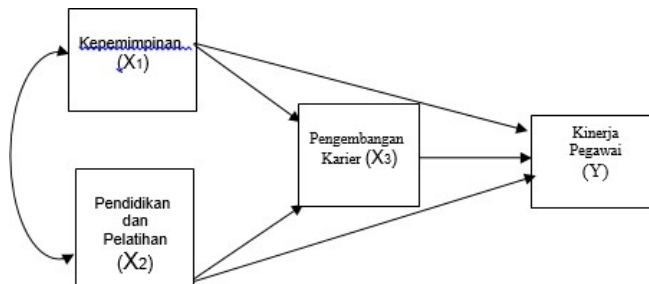 Kepemimpinan
(X1)
Pengembangan
Karier (X3)
Kinerja
Pegawai
(Y)
Pendidikan
dan
Pelatihan
(X2)